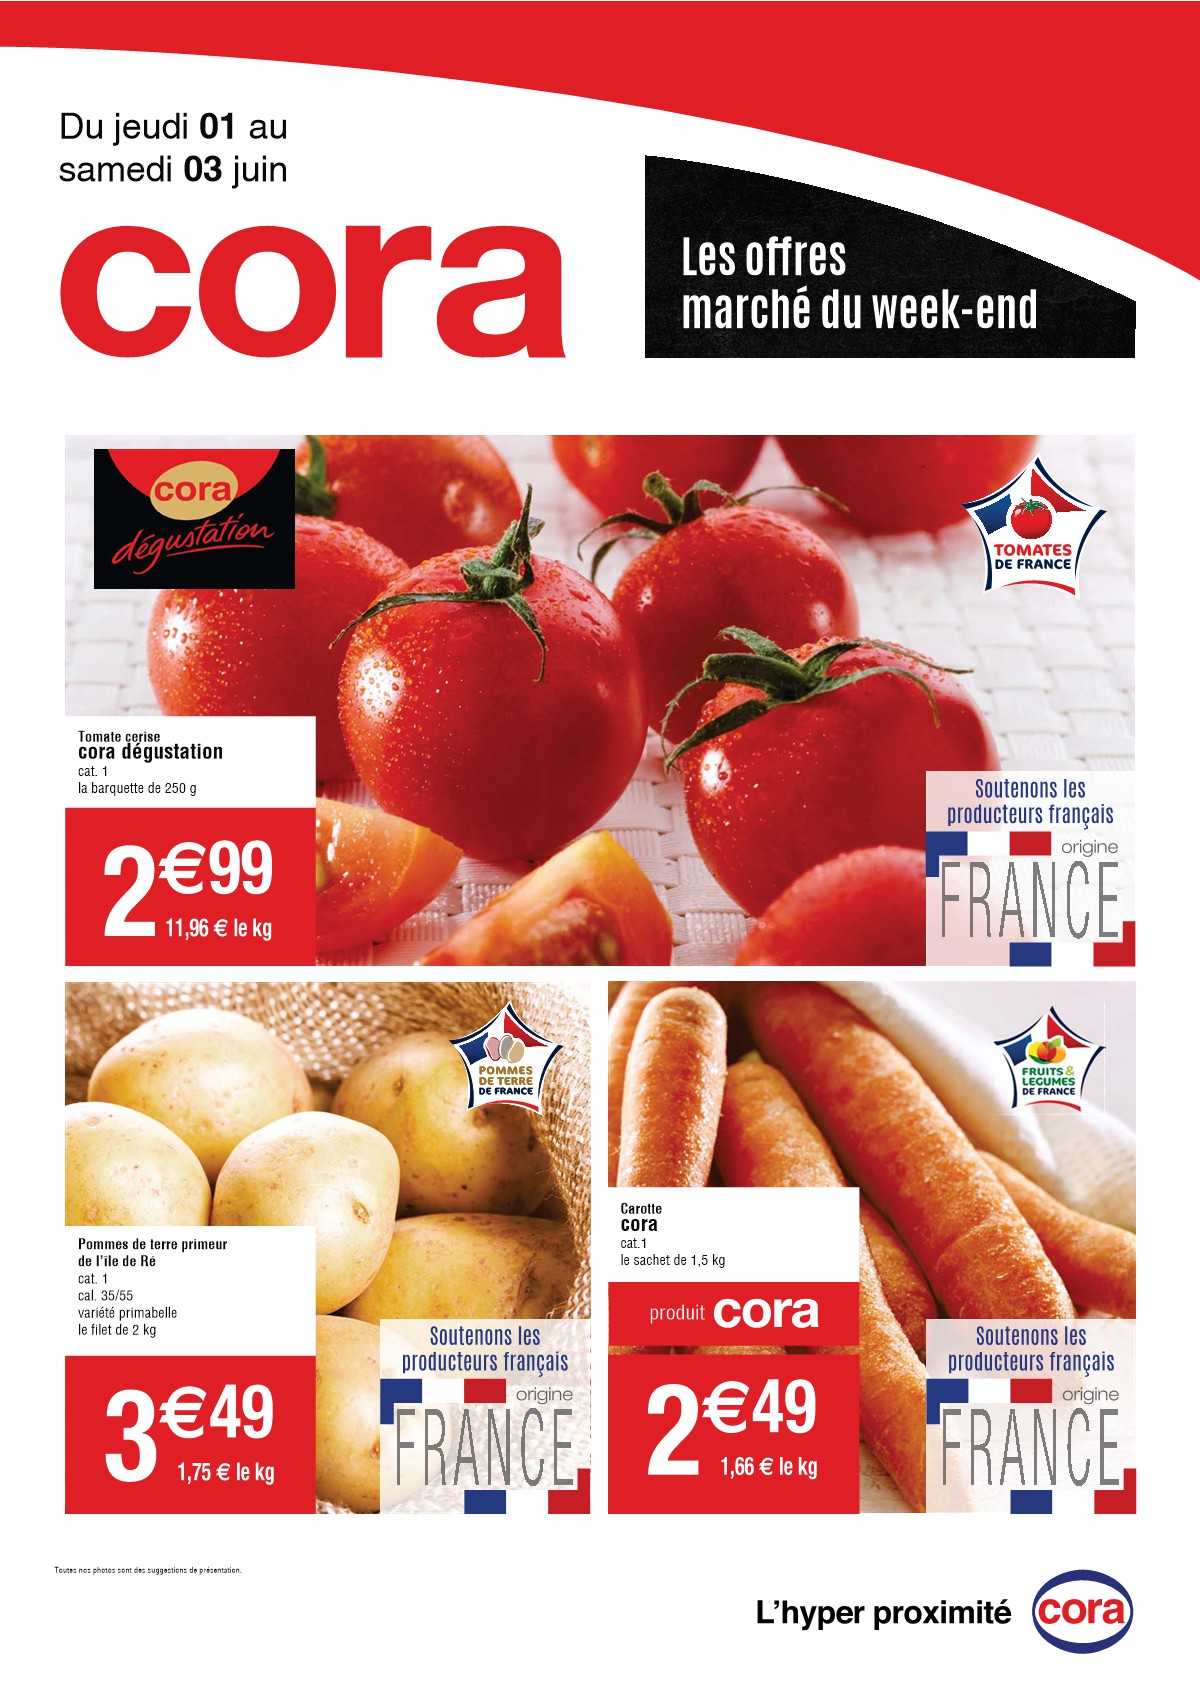 Du jeudi 01 au
samedi 03 juin
cora
Les offres
marché du week-end
cora
dégustation
TOMATES
DE FRANCE
Tomate cerise
cora dégustation
cat. 1
la barquette de 250 g
2€99
11,96 € le kg
Soutenons les
producteurs français
origine
FRANCE
POMMES
DE TERRE
DE FRANCE
Pommes de terre primeur
de l'ile de Ré
cat. 1
cal. 35/55
variété primabelle
le filet de 2 kg
3€49
1,75 € le kg
Soutenons les
producteurs français
origine
FRANCE
FRUITS &
LEGUMES
DE FRANCE
Carotte
cora
cat.1
le sachet de 1,5 kg
produit cora
2€49
1,66 € le kg
Soutenons les
producteurs français
origine
FRANCE
Toutes nos photos sont des suggestions de présentation.
L'hyper proximité cora